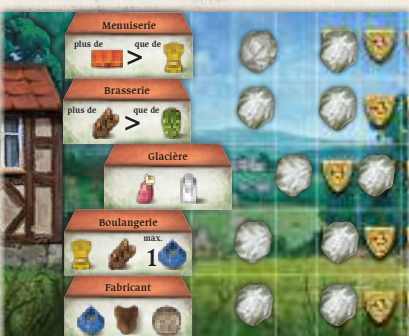 Menuiserie
plus de > que de
Brasserie
plus de > que de
Glacière
Boulangerie
max.
1
Fabricant